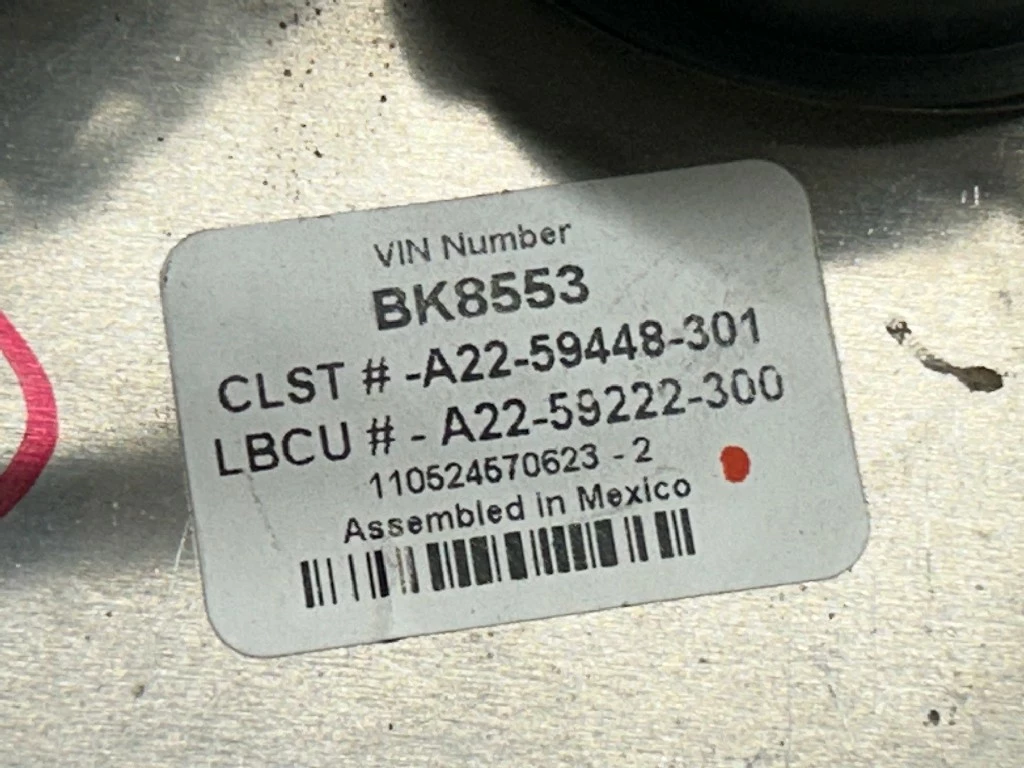 VIN Number
BK8553
CLST # -A22-59448-301
LBCU # - A22-59222-300
110524570623 - 2
Assembled in Mexico